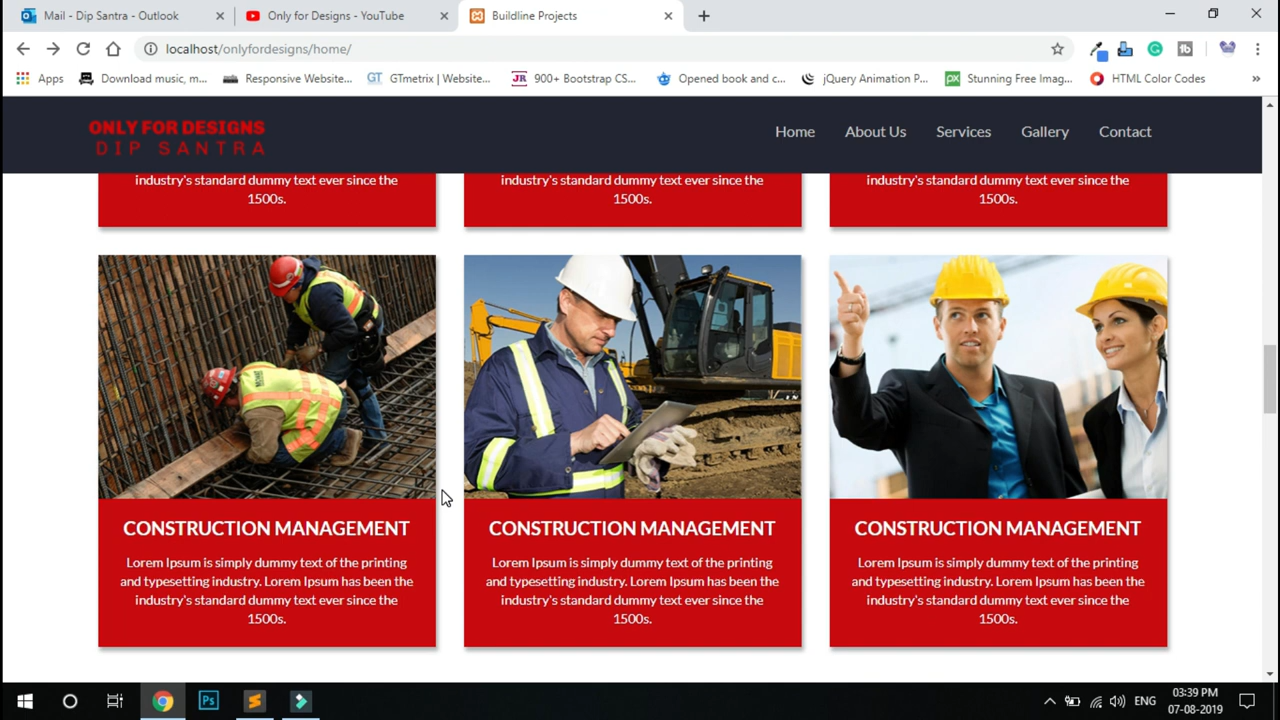 Mail - Dip Santra - Outlook
Only for Designs - YouTube
Buildline Projects
localhost/onlyfordesigns/home/
Apps
Download music, m...
Responsive Website...
GT
GTmetrix | Website...
JR
900+ Bootstrap CS...
Opened book and c...
jQuery Animation P...
px
Stunning Free Imag...
HTML Color Codes
»
ONLY FOR DESIGNS
DIP SANTRA
Home
About Us
Services
Gallery
Contact
industry's standard dummy text ever since the
1500s.
industry's standard dummy text ever since the
1500s.
industry's standard dummy text ever since the
1500s.
CONSTRUCTION MANAGEMENT
Lorem Ipsum is simply dummy text of the printing
and typesetting industry. Lorem Ipsum has been the
industry's standard dummy text ever since the
1500s.
CONSTRUCTION MANAGEMENT
Lorem Ipsum is simply dummy text of the printing
and typesetting industry. Lorem Ipsum has been the
industry's standard dummy text ever since the
1500s.
CONSTRUCTION MANAGEMENT
Lorem Ipsum is simply dummy text of the printing
and typesetting industry. Lorem Ipsum has been the
industry's standard dummy text ever since the
1500s.
Ps
ENG
03:39 PM
07-08-2019